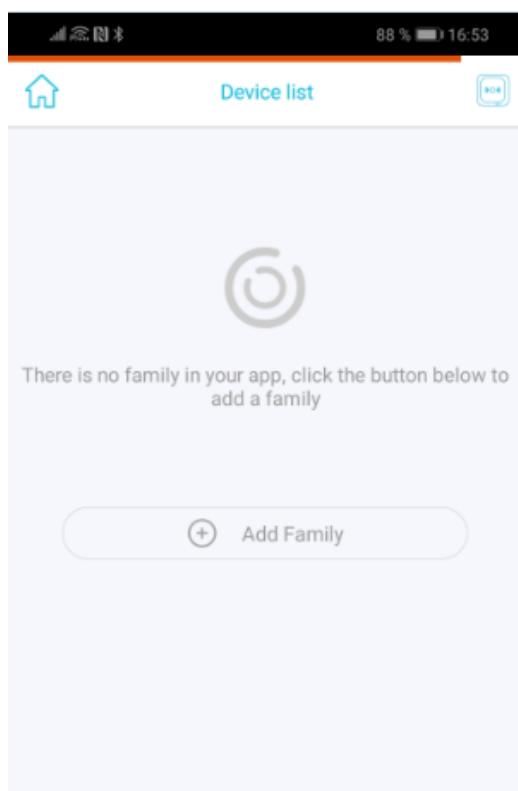 88 % 16:53
Device list
There is no family in your app, click the button below to
add a family
Add Family